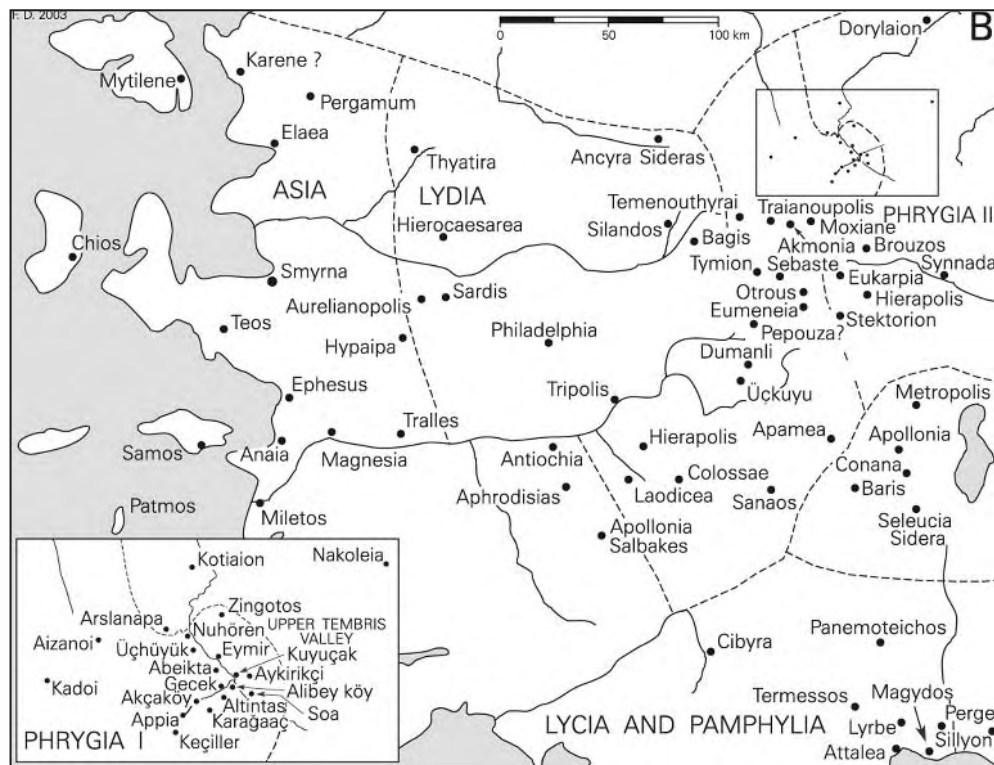 F. D. 2003
0 50 100 km
B
Dorylaion
Mytilene
Karene ?
Pergamum
Elaea
Thyatira
Ancyra Sideras
ASIA
LYDIA
Temenouthyrai
Traianoupolis
PHRYGIA II
Moxiane
Hierocaesarea
Silandos
Bagis
Akmonia
Brouzos
Chios
Tymion
Sebaste
Eukarpia
Synnada
Smyrna
Aurelianopolis
Sardis
Otrous
Hierapolis
Eumeneia
Stektorion
Teos
Hypaipa
Philadelphia
Pepouza?
Dumanli
Üçkuyu
Ephesus
Tripolis
Metropolis
Samos
Anaia
Magnesia
Tralles
Antiochia
Hierapolis
Apamea
Apollonia
Aphrodisias
Laodicea
Colossae
Sanaos
Conana
Baris
Patmos
Miletos
Apollonia
Salbakes
Seleucia
Sidera
Kotiaion
Nakoleia
Zingotos
Arslanapa
UPPER TEMBRIS
VALLEY
Aizanoi
Nuhören
Üçhüyük
Eymir
Kuyuçak
Abeikta
Aykirikçi
Kadoi
Gecek
Alibey köy
Akçaköy
Altintas
Soa
Appia
Karağaaç
Keçiller
PHRYGIA I
Cibyra
Panemoteichos
Termessos
Magydos
Perge
LYCIA AND PAMPHYLIA
Lyrbe
Sillyon
Attalea